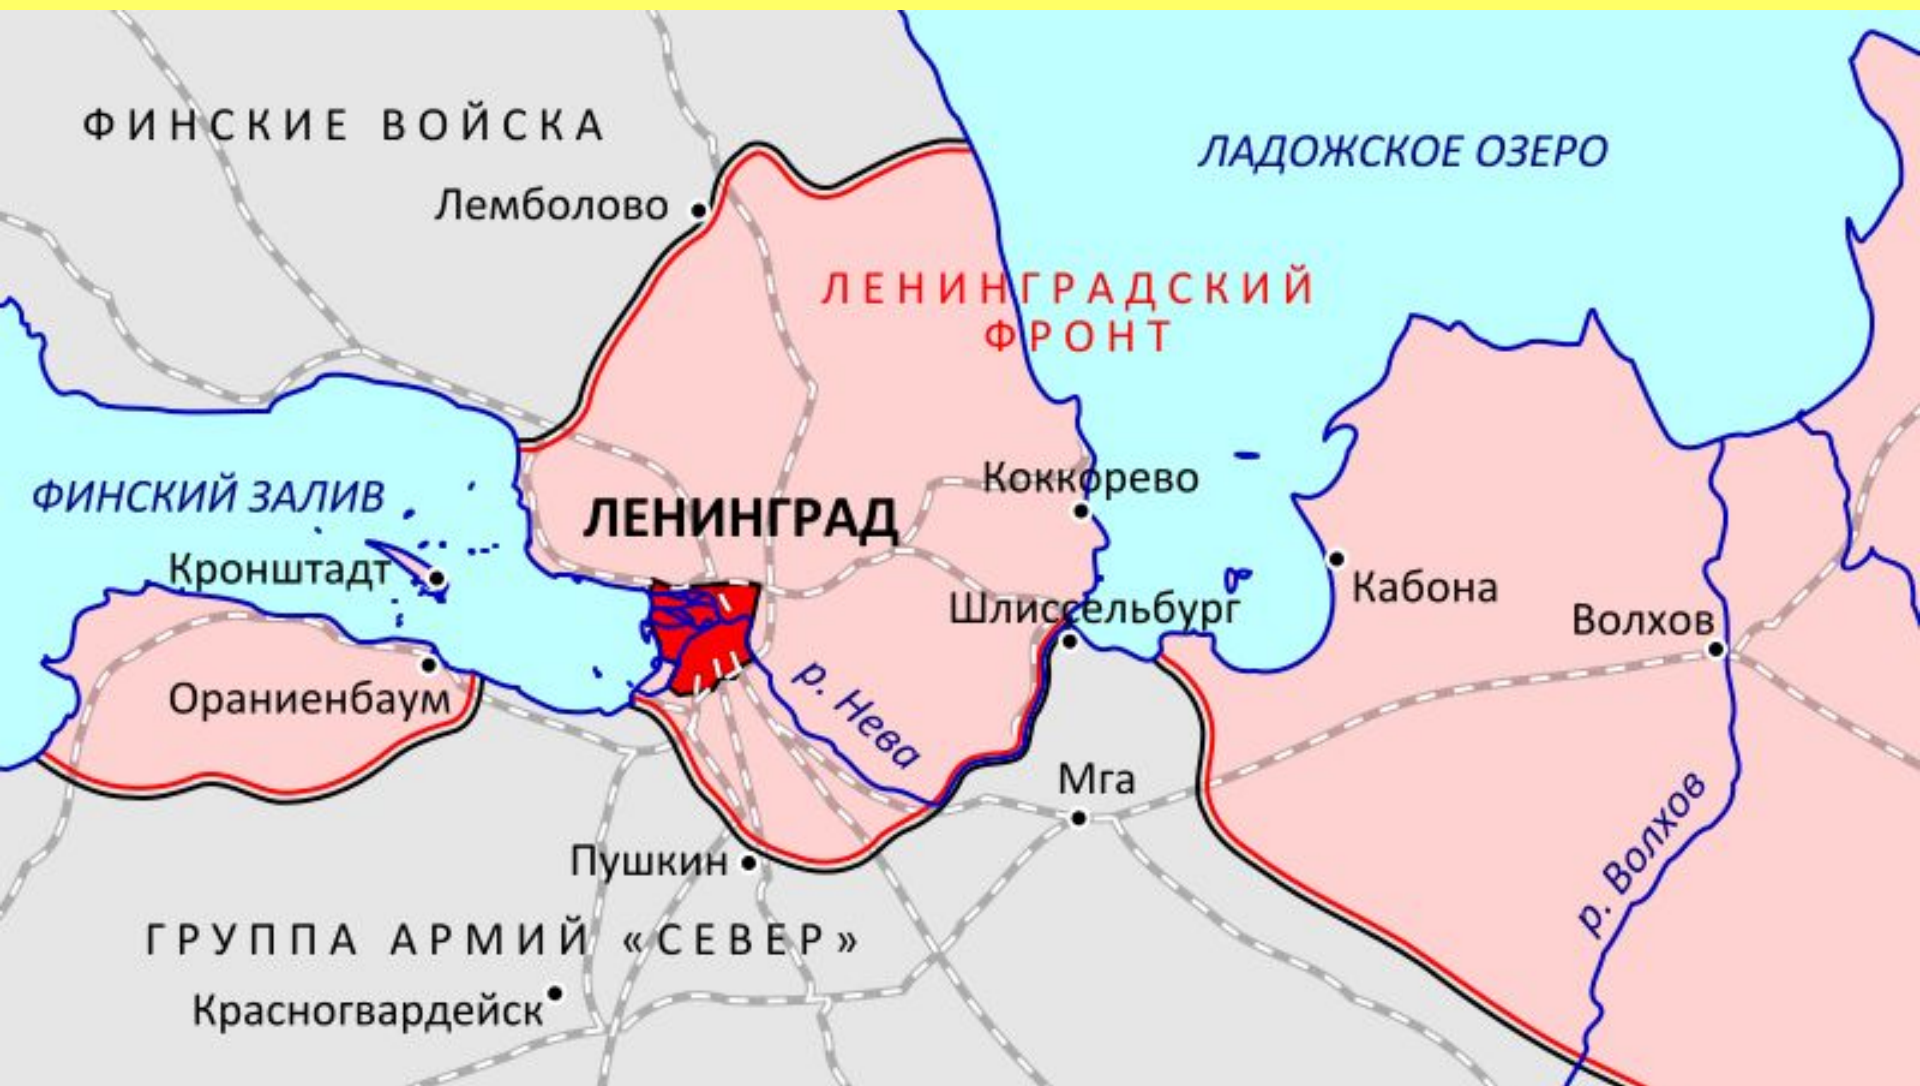 ФИНСКИЕ ВОЙСКА
ЛАДОЖСКОЕ ОЗЕРО
Лемболово
ЛЕНИНГРАДСКИЙ
ФРОНТ
Коккорево
ФИНСКИЙ ЗАЛИВ
ЛЕНИНГРАД
Кронштадт
Кабона
Шлиссельбург
Волхов
Ораниенбаум
р. Нева
Мга
р. Волхов
Пушкин
ГРУППА АРМИЙ «СЕВЕР»
Красногвардейск